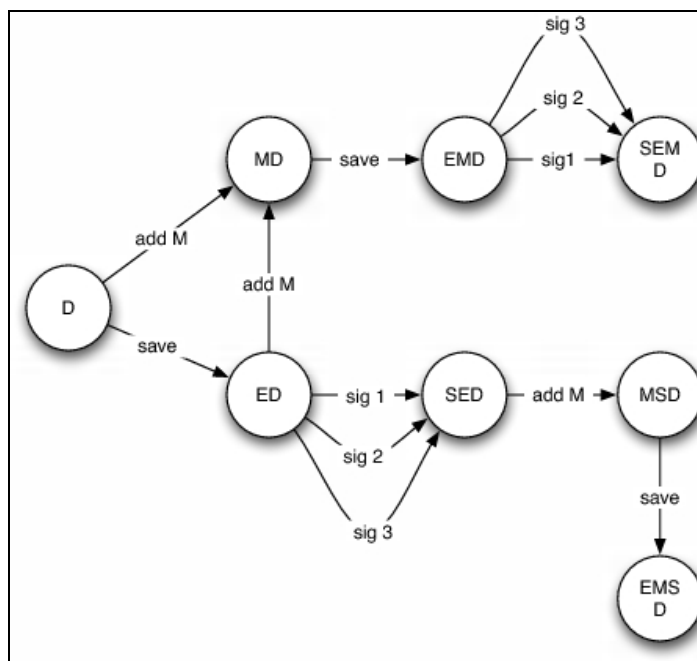 sig 3
sig 2
MD
save
EMD
sig1
SEM
D
add M
D
add M
save
ED
sig 1
SED
add M
MSD
sig 2
save
sig 3
EMS
D